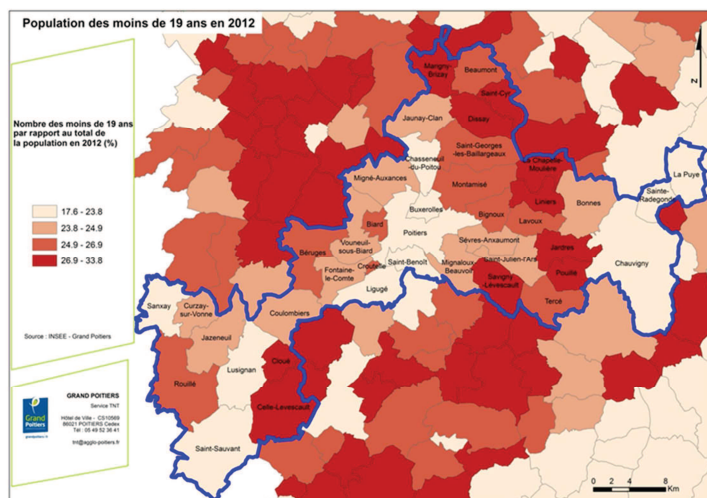 Population des moins de 19 ans en 2012
Nombre des moins de 19 ans
par rapport au total de
la population en 2012 (%)
17.6 - 23.8
23.8 - 24.9
24.9 - 26.9
26.9 - 33.8
Source : INSEE - Grand Poitiers
Grand
Poitiers
GRAND POITIERS
Service TNT
Hôtel de Ville - CS10569
86021 POITIERS Cedex
Tél : 05 49 52 36 41
tnt@agglo-poitiers.fr
Marigny-
Brizay
Beaumont
Saint-Cyr
Dissay
Jaunay-Clan
Saint-Georges
-les-Baillargeaux
Chasseneuil
-du-Poitou
La Chapelle-
Moulière
La Puye
Sainte-
Radegonde
Migné-Auxances
Montamisé
Liniers
Bonnes
Buxerolles
Bignoux
Lavoux
Biard
Poitiers
Vouneuil-
sous-Biard
Sèvres-Anxaumont
Béruges
Jardres
Chauvigny
Saint-Benoît
Mignaloux-
Beauvoir
Saint-Julien-l'Ars
Fontaine-
le-Comte
Croutelle
Pouillé
Savigny-
Lévescault
Ligugé
Tercé
Sanxay
Curzay-
sur-Vonne
Coulombiers
Jazeneuil
Lusignan
Cloué
Rouillé
Celle-Levescault
Saint-Sauvant
N
0 2 4 8
Km